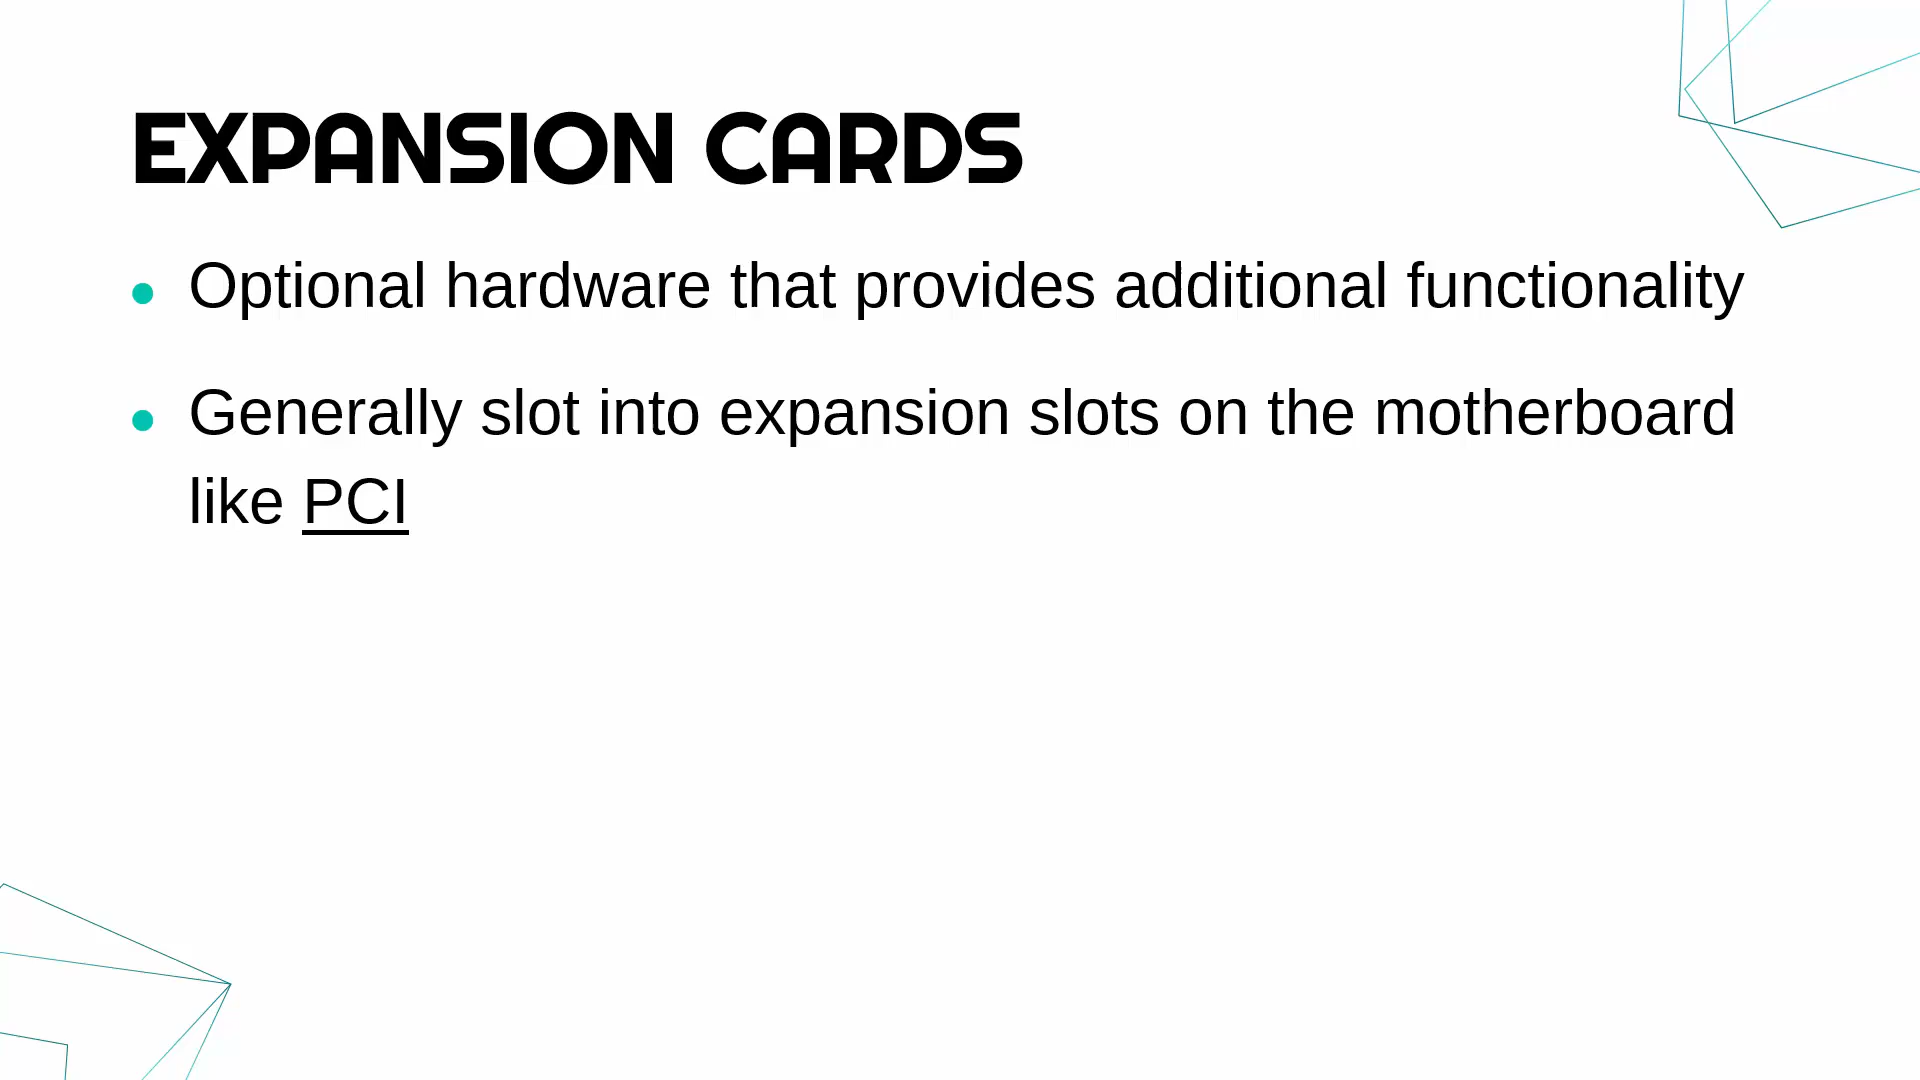 EXPANSION CARDS
Optional hardware that provides additional functionality
Generally slot into expansion slots on the motherboard
like PCI